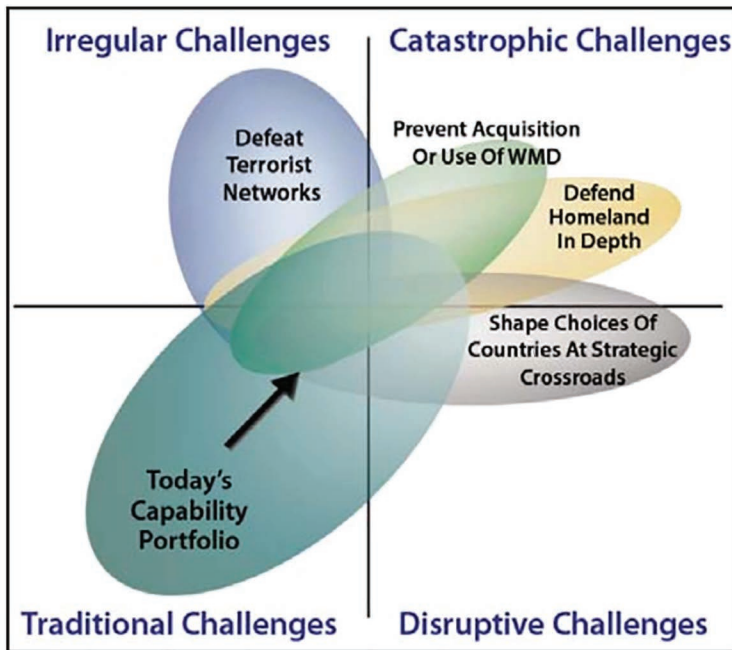 Irregular Challenges
Catastrophic Challenges
Defeat
Terrorist
Networks
Prevent Acquisition
Or Use Of WMD
Defend
Homeland
In Depth
Shape Choices Of
Countries At Strategic
Crossroads
Today's
Capability
Portfolio
Traditional Challenges
Disruptive Challenges